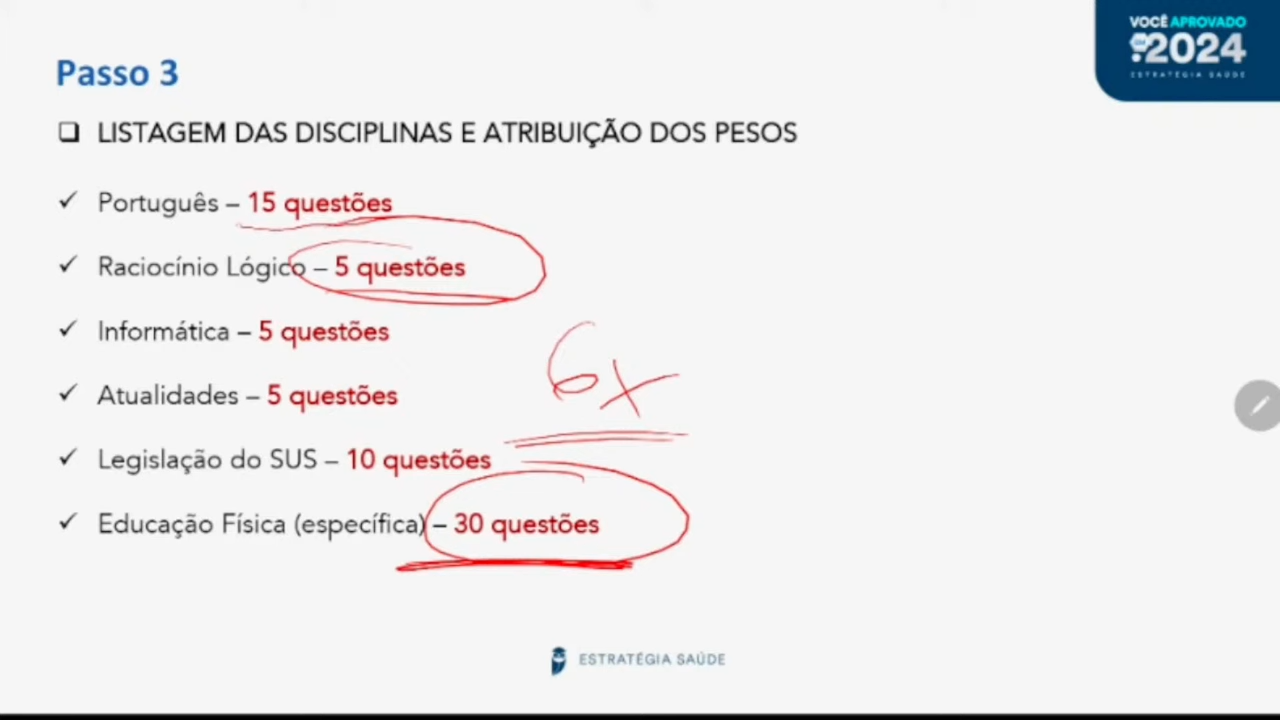 VOCÊ APROVADO
EM 2024
ESTRATÉGIA SAÚDE
Passo 3
LISTAGEM DAS DISCIPLINAS E ATRIBUIÇÃO DOS PESOS
Português – 15 questões
Raciocínio Lógico – 5 questões
Informática – 5 questões
Atualidades – 5 questões
6x
Legislação do SUS – 10 questões
Educação Física (específica) – 30 questões
ESTRATÉGIA SAÚDE